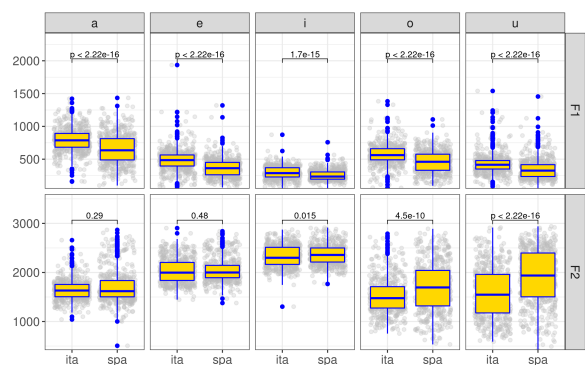 a e i o u
p < 2.22e-16 p < 2.22e-16 1.7e-15 p < 2.22e-16 p < 2.22e-16
2000
1500
1000
500
F1
0.29 0.48 0.015 4.5e-10 p < 2.22e-16
3000
2000
1000
F2
ita spa ita spa ita spa ita spa ita spa